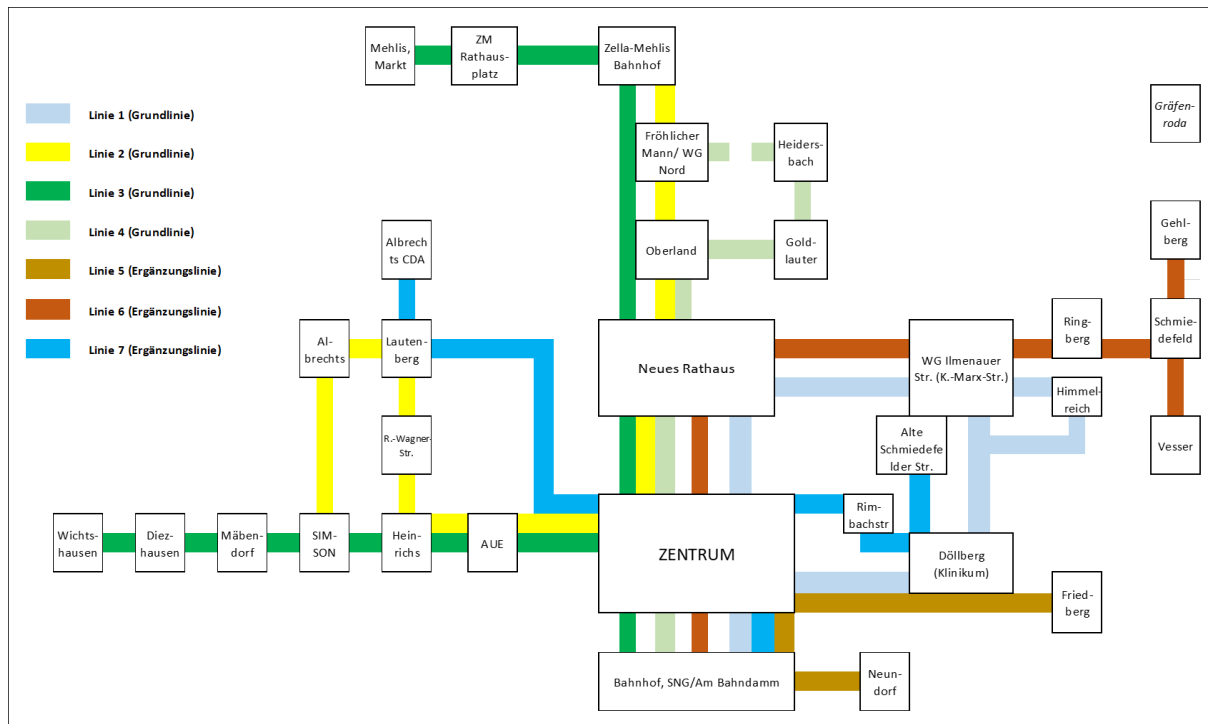 Mehlis,
Markt
ZM
Rathaus-
platz
Zella-Mehlis
Bahnhof
Gräfen-
roda
Linie 1 (Grundlinie)
Linie 2 (Grundlinie)
Linie 3 (Grundlinie)
Linie 4 (Grundlinie)
Linie 5 (Ergänzungslinie)
Linie 6 (Ergänzungslinie)
Linie 7 (Ergänzungslinie)
Fröhlicher
Mann/ WG
Nord
Heiders-
bach
Albrech
ts CDA
Oberland
Gold-
lauter
Gehl-
berg
Al-
brechts
Lauten-
berg
Neues Rathaus
WG Ilmenauer
Str. (K.-Marx-Str.)
Ring-
berg
Schmie-
defeld
Himmel-
reich
R.-Wagner-
Str.
Alte
Schmiedefe
lder Str.
Vesser
Wichts-
hausen
Diez-
hausen
Mäben-
dorf
SIM-
SON
Hein-
richs
AUE
ZENTRUM
Rim-
bachstr
Döllberg
(Klinikum)
Fried-
berg
Bahnhof, SNG/Am Bahndamm
Neun-
dorf